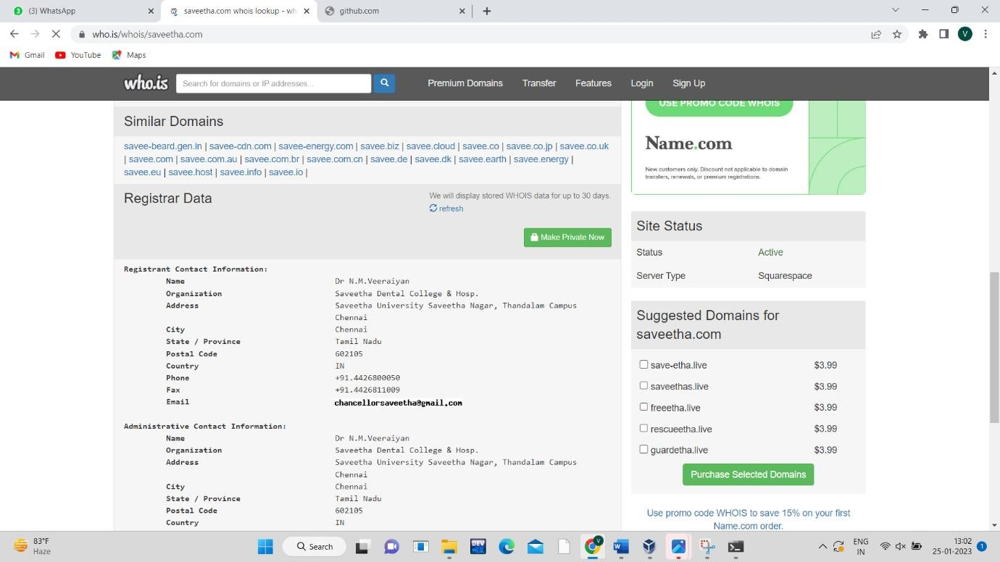 3 (3) WhatsApp
saveetha.com whois lookup - wh
github.com
who.is/whois/saveetha.com
V
Gmail YouTube Maps
who.is
Search for domains or IP addresses...
Premium Domains Transfer Features Login Sign Up
Similar Domains
savee-beard.gen.in | savee-cdn.com | savee-energy.com | savee.biz | savee.cloud | savee.co | savee.co.jp | savee.co.uk
| savee.com | savee.com.au | savee.com.br | savee.com.cn | savee.de | savee.dk | savee.earth | savee.energy |
savee.eu | savee.host | savee.info | savee.io |
Registrar Data
We will display stored WHOIS data for up to 30 days.
refresh
Make Private Now
Registrant Contact Information:
Name Dr N.M.Veeraiyan
Organization Saveetha Dental College & Hosp.
Address Saveetha University Saveetha Nagar, Thandalam Campus
Chennai
City Chennai
State / Province Tamil Nadu
Postal Code 602105
Country IN
Phone +91.4426800050
Fax +91.4426811009
Email chancellorsaveetha@gmail.com
Administrative Contact Information:
Name Dr N.M.Veeraiyan
Organization Saveetha Dental College & Hosp.
Address Saveetha University Saveetha Nagar, Thandalam Campus
Chennai
City Chennai
State / Province Tamil Nadu
Postal Code 602105
Country IN
USE PROMO CODE WHOIS
Name.com
New customers only. Discount not applicable to domain
transfers, renewals, or premium registrations.
Site Status
Status Active
Server Type Squarespace
Suggested Domains for
saveetha.com
save-etha.live $3.99
saveethas.live $3.99
freeetha.live $3.99
rescueetha.live $3.99
guardetha.live $3.99
Purchase Selected Domains
Use promo code WHOIS to save 15% on your first
Name.com order.
83°F
Haze
Search
DEV
V
W
ENG
IN
13:02
25-01-2023
1